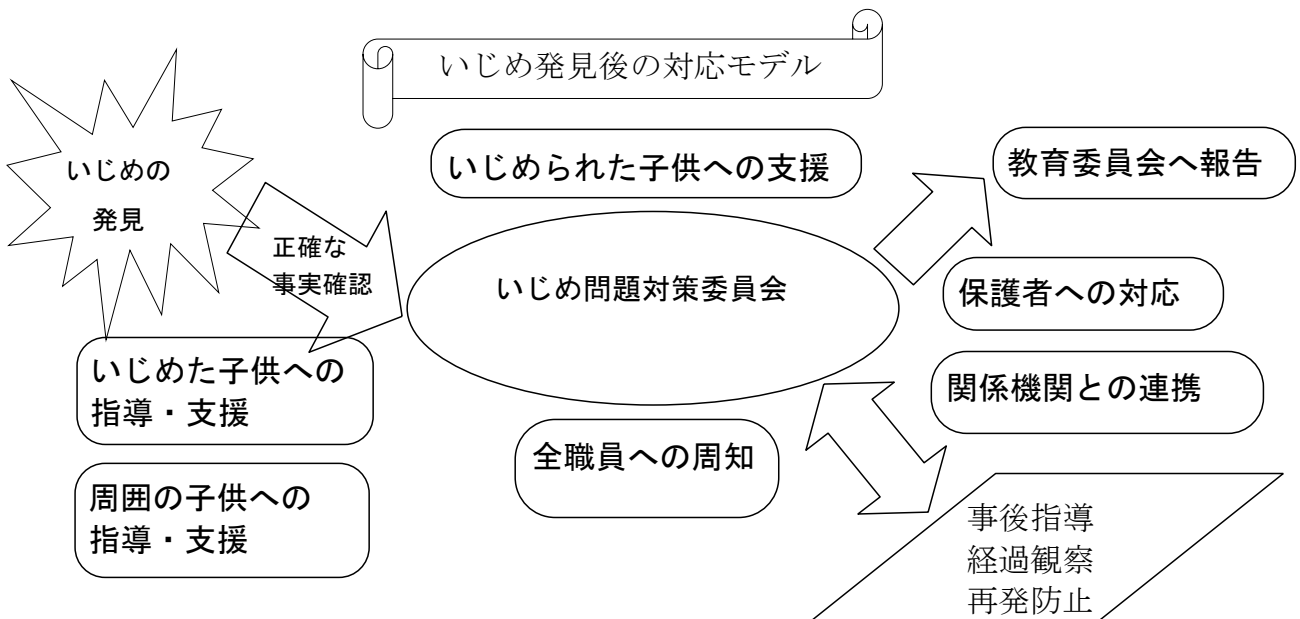 いじめ発見後の対応モデル
いじめの
発見
正確な
事実確認
いじめられた子供への支援
教育委員会へ報告
いじめ問題対策委員会
保護者への対応
いじめた子供への
指導・支援
関係機関との連携
全職員への周知
周囲の子供への
指導・支援
事後指導
経過観察
再発防止